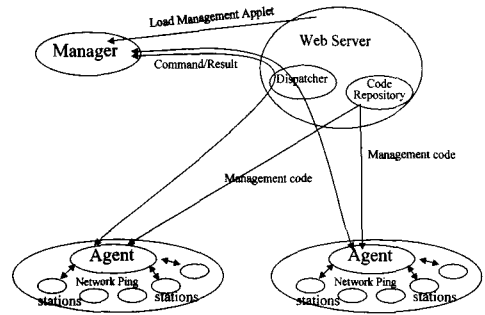 Load Management Applet
Manager
Web Server
Command/Result
Dispatcher
Code
Repository
Management code
Management code
Agent
Network Ping
stations
stations
Agent
Network Ping
stations
stations